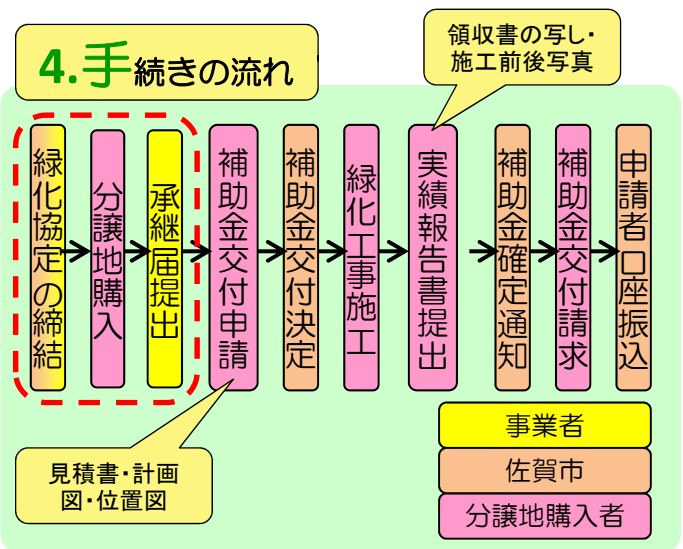 4.手続きの流れ
領収書の写し・
施工前後写真
緑化協定の締結
分譲地購入
承継届提出
補助金交付申請
補助金交付決定
緑化工事施工
実績報告書提出
補助金確定通知
補助金交付請求
申請者口座振込
見積書・計画
図・位置図
事業者
佐賀市
分譲地購入者